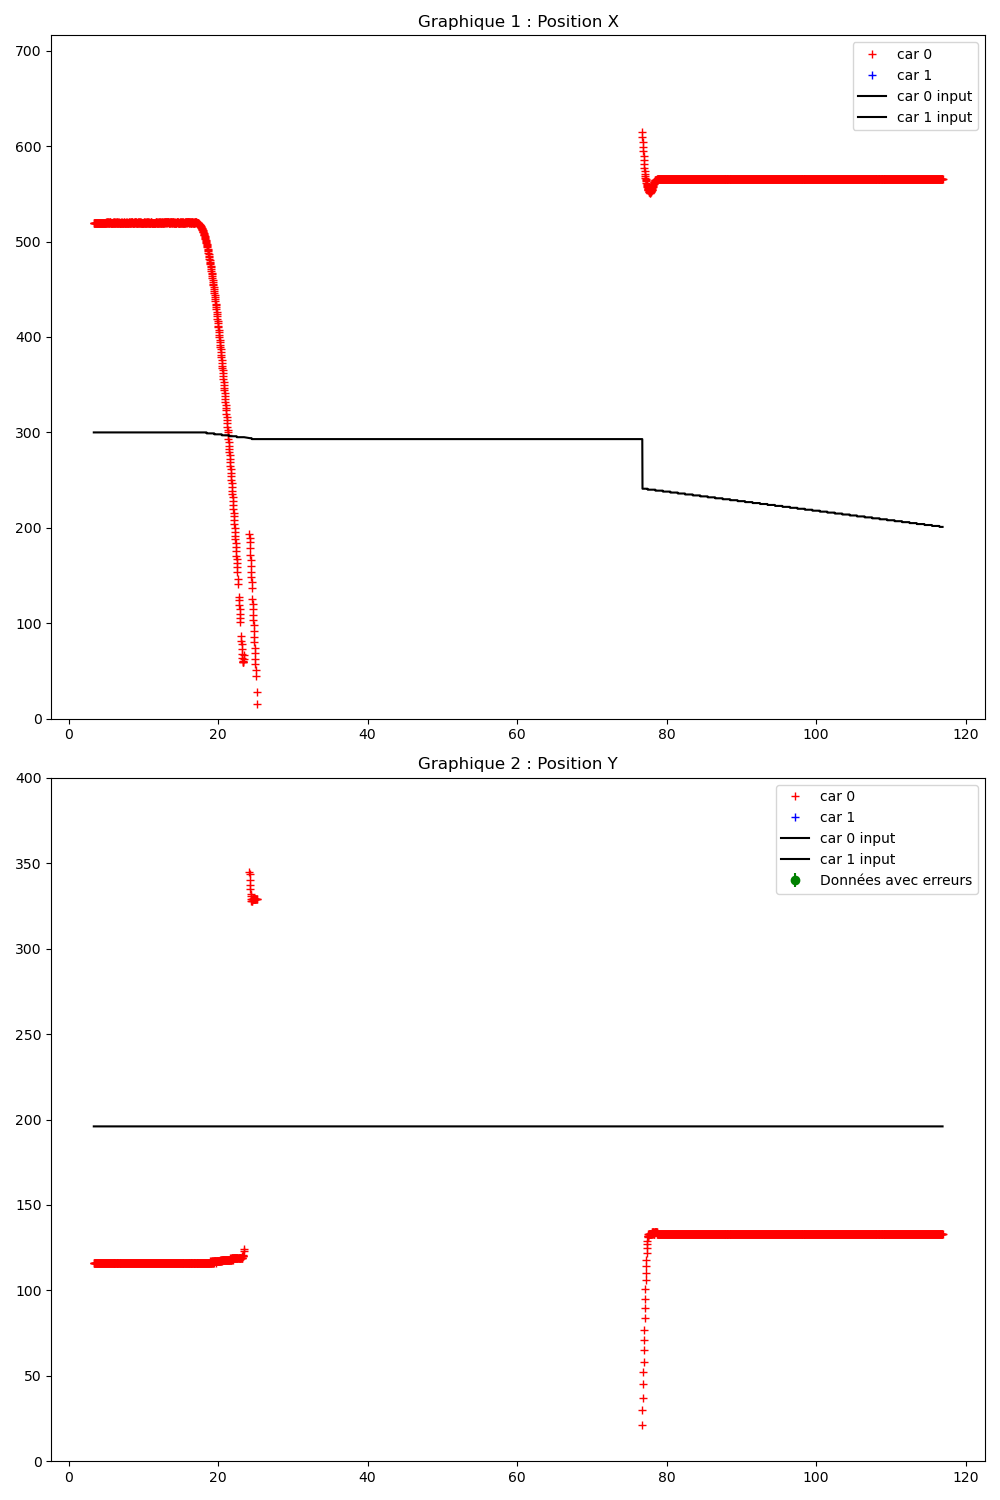 Graphique 1 : Position X
700
600
500
400
300
200
100
0
car 0
car 1
car 0 input
car 1 input
0 20 40 60 80 100 120
Graphique 2 : Position Y
400
350
300
250
200
150
100
50
0
car 0
car 1
car 0 input
car 1 input
Données avec erreurs
0 20 40 60 80 100 120